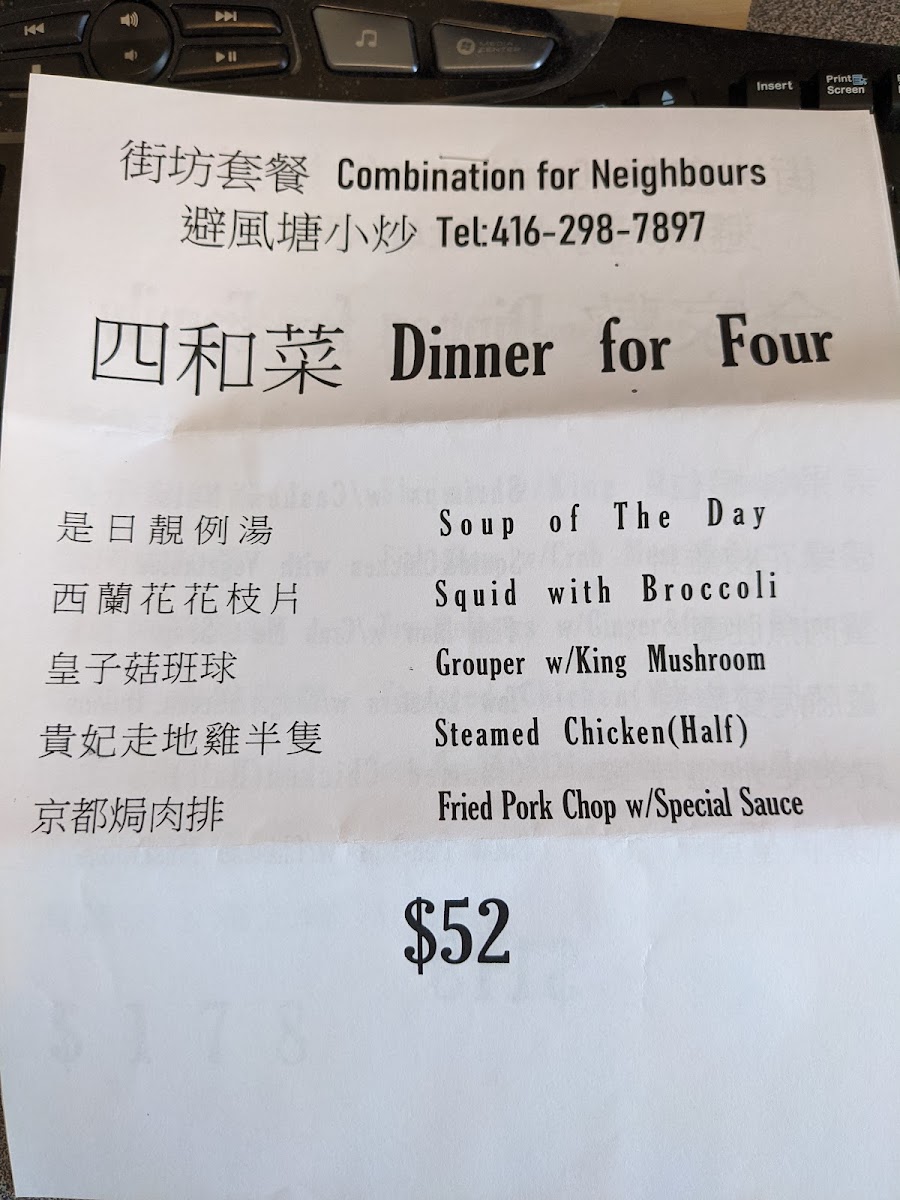 MEDIA CENTER
Insert
Print Screen
街坊套餐 Combination for Neighbours
避風塘小炒 Tel:416-298-7897
四和菜 Dinner for Four
是日靚例湯 Soup of The Day
西蘭花花枝片 Squid with Broccoli
皇子菇班球 Grouper w/King Mushroom
貴妃走地雞半隻 Steamed Chicken(Half)
京都焗肉排 Fried Pork Chop w/Special Sauce
$52
$178